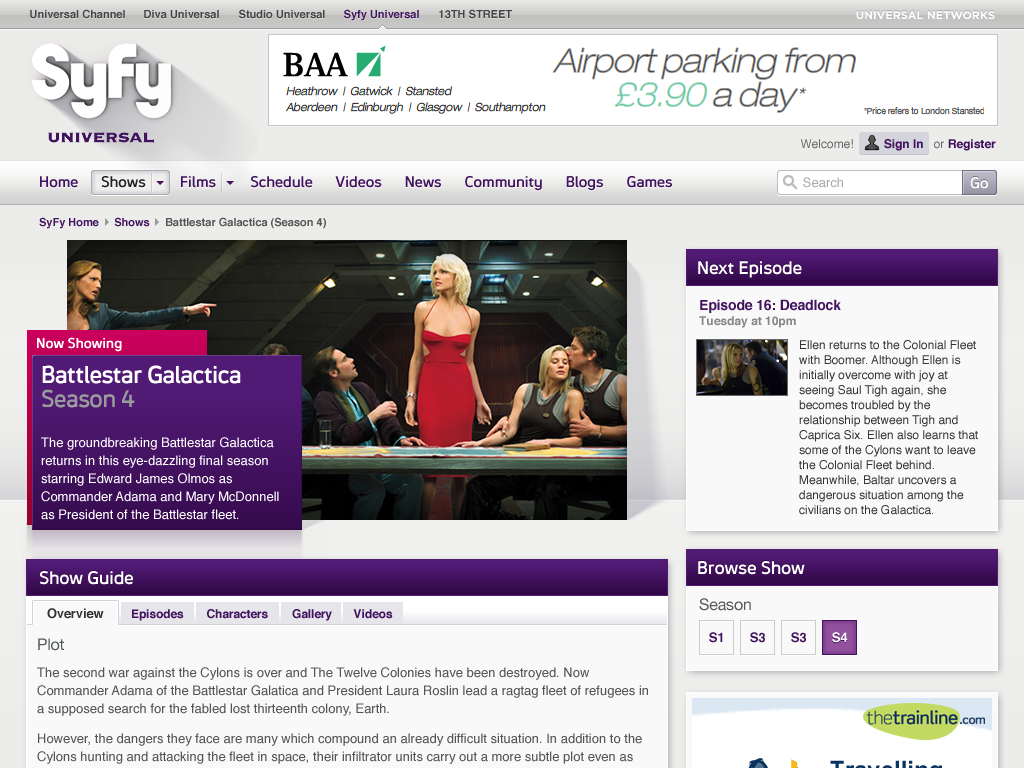 Universal Channel Diva Universal Studio Universal Syfy Universal 13TH STREET UNIVERSAL NETWORKS
Syfy
UNIVERSAL
BAA
Heathrow | Gatwick | Stansted
Aberdeen | Edinburgh | Glasgow | Southampton
Airport parking from
£3.90 a day*
*Price refers to London Stansted
Welcome! Sign In or Register
Home Shows Films Schedule Videos News Community Blogs Games Search Go
SyFy Home Shows Battlestar Galactica (Season 4)
Now Showing
Battlestar Galactica
Season 4
The groundbreaking Battlestar Galactica
returns in this eye-dazzling final season
starring Edward James Olmos as
Commander Adama and Mary McDonnell
as President of the Battlestar fleet.
Next Episode
Episode 16: Deadlock
Tuesday at 10pm
Ellen returns to the Colonial Fleet
with Boomer. Although Ellen is
initially overcome with joy at
seeing Saul Tigh again, she
becomes troubled by the
relationship between Tigh and
Caprica Six. Ellen also learns that
some of the Cylons want to leave
the Colonial Fleet behind.
Meanwhile, Baltar uncovers a
dangerous situation among the
civilians on the Galactica.
Show Guide
Overview Episodes Characters Gallery Videos
Plot
The second war against the Cylons is over and The Twelve Colonies have been destroyed. Now
Commander Adama of the Battlestar Galatica and President Laura Roslin lead a ragtag fleet of refugees in
a supposed search for the fabled lost thirteenth colony, Earth.
However, the dangers they face are many which compound an already difficult situation. In addition to the
Cylons hunting and attacking the fleet in space, their infiltrator units carry out a more subtle plot even as
Browse Show
Season
S1 S3 S3 S4
thetrainline.com
Travelling